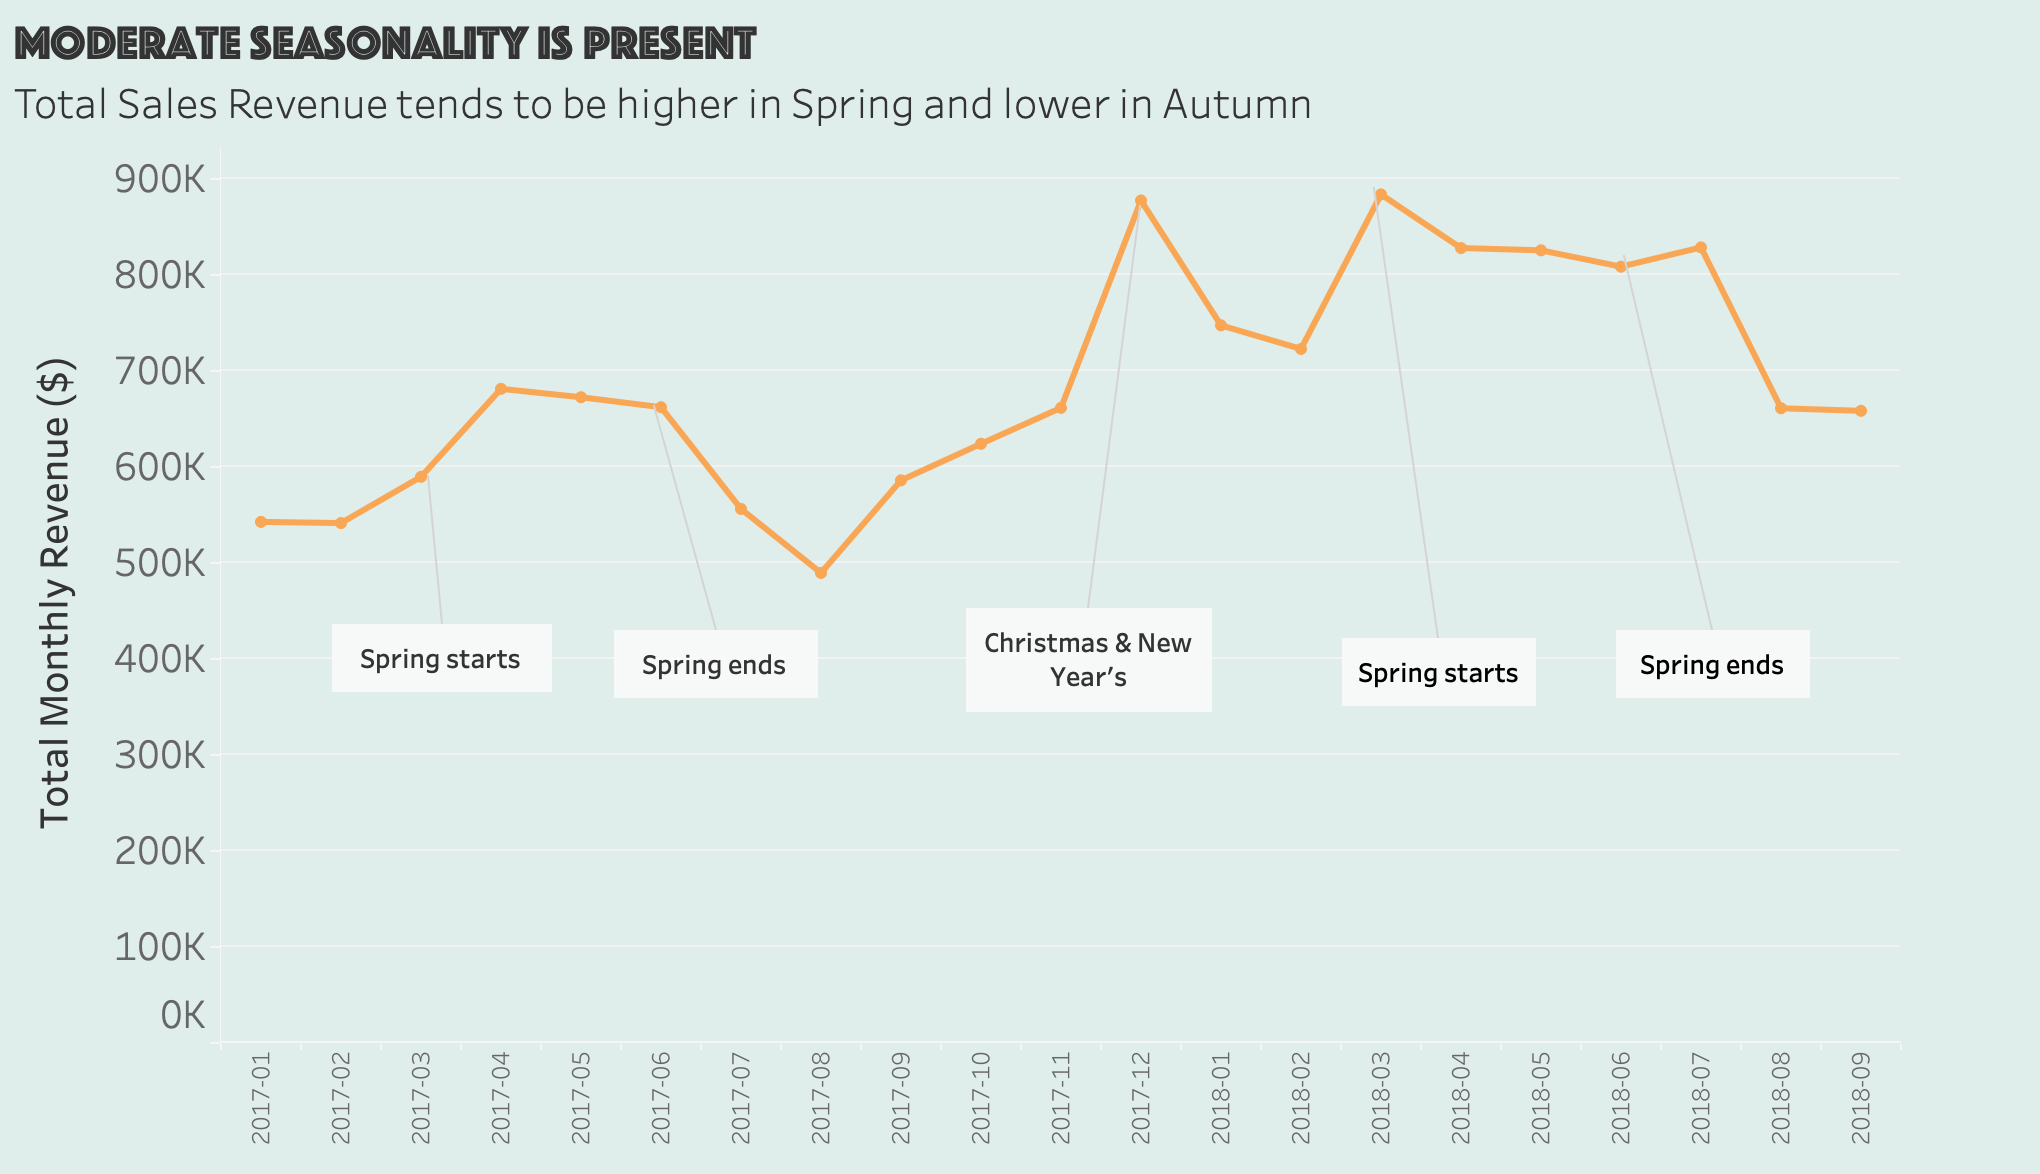 MODERATE SEASONALITY IS PRESENT
Total Sales Revenue tends to be higher in Spring and lower in Autumn
Total Monthly Revenue ($)
900K
800K
700K
600K
500K
400K
300K
200K
100K
0K
Spring starts
Spring ends
Christmas & New
Year’s
Spring starts
Spring ends
2017-01
2017-02
2017-03
2017-04
2017-05
2017-06
2017-07
2017-08
2017-09
2017-10
2017-11
2017-12
2018-01
2018-02
2018-03
2018-04
2018-05
2018-06
2018-07
2018-08
2018-09